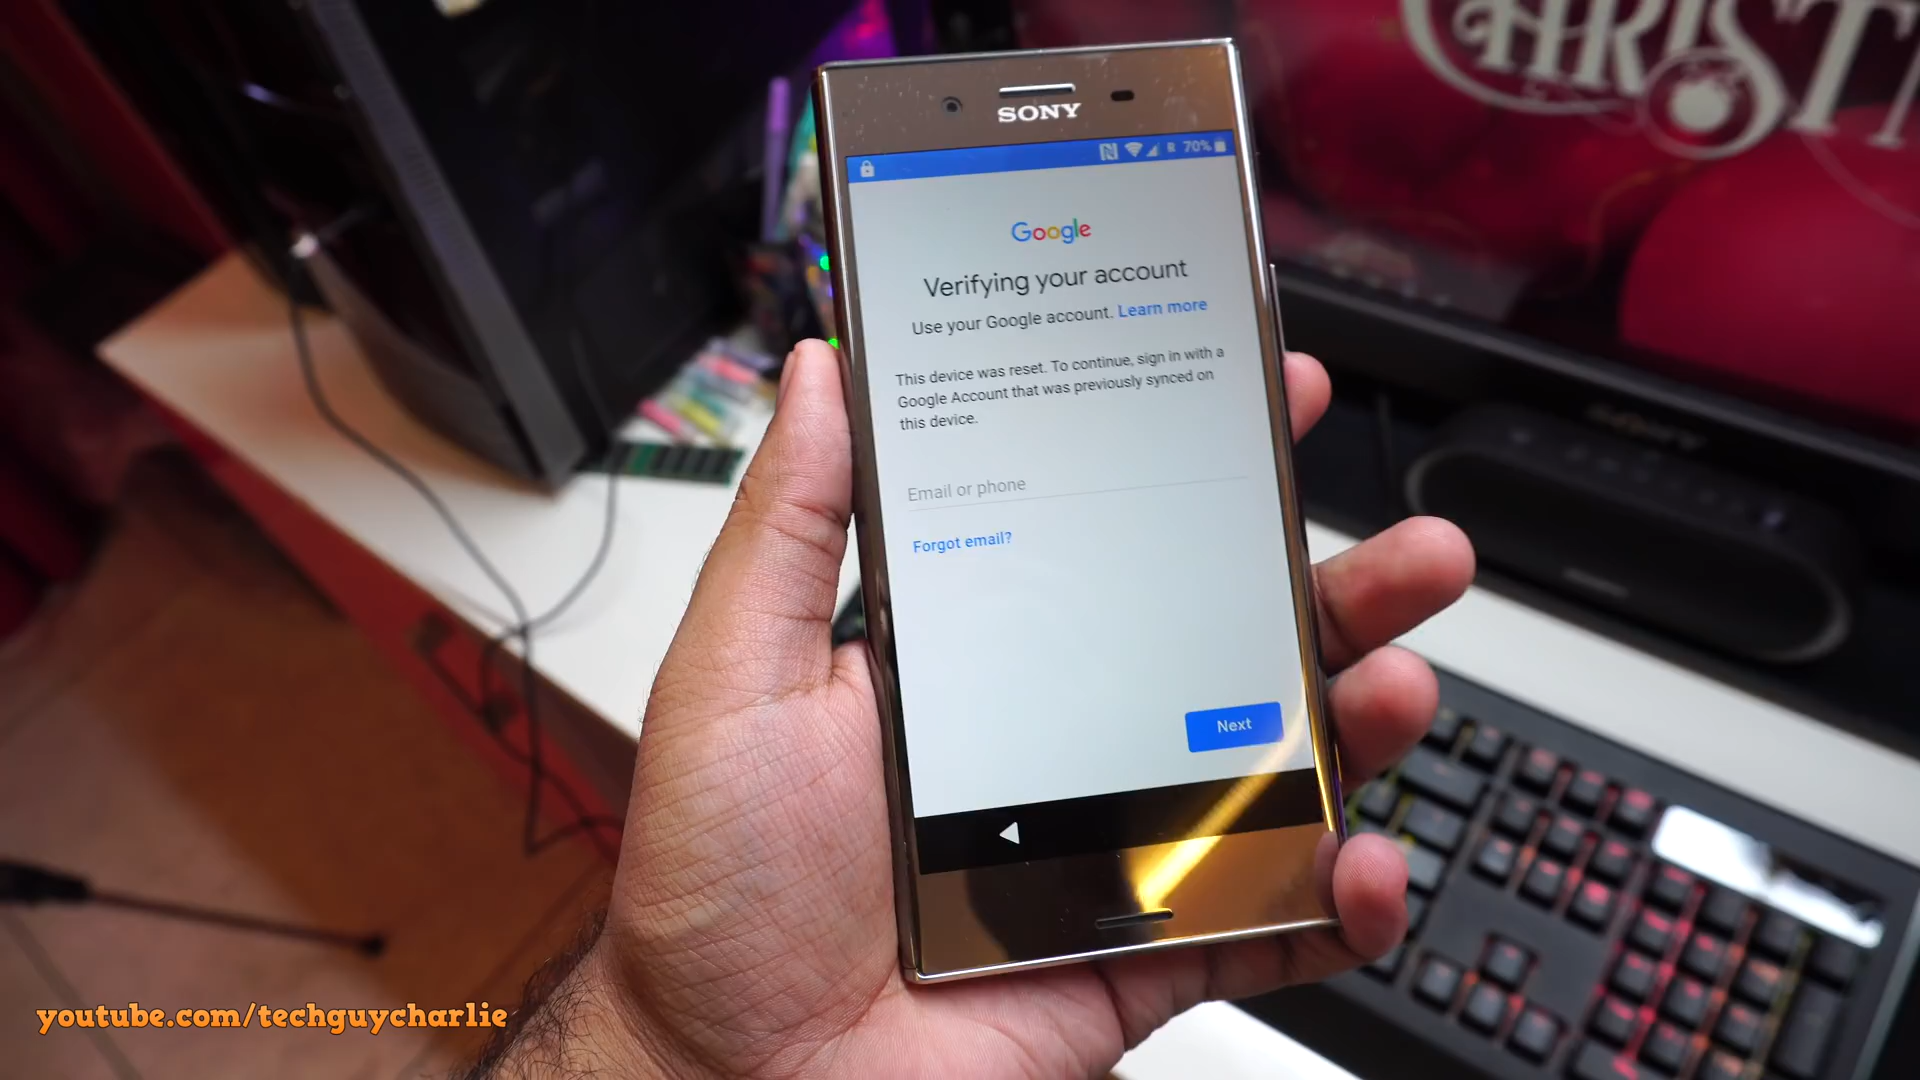 CHRISTM
SONY
R 70%
Google
Verifying your account
Use your Google account. Learn more
This device was reset. To continue, sign in with a
Google Account that was previously synced on
this device.
Email or phone
Forgot email?
Next
SONY
youtube.com/techguycharlie